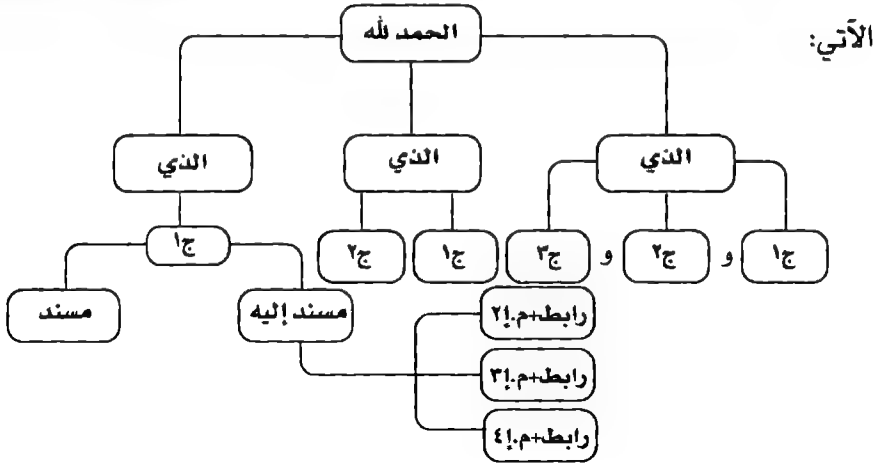 الآتي:
الحمد لله
الذي الذي الذي
ج١ و ج٢ و ج٣ ج١ ج٢ ج١
مسند إليه مسند
رابط+م.إ٢
رابط+م.إ٣
رابط+م.إ٤